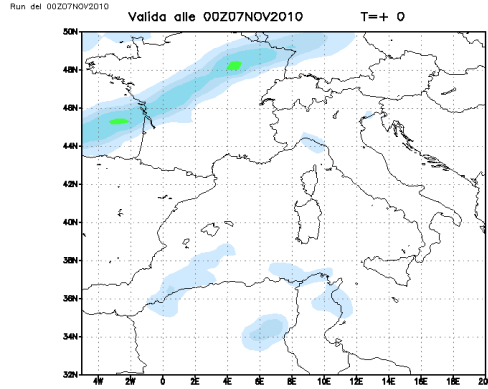 Run del 00Z07NOV2010
Valida alle 00Z07NOV2010 T=+ 0
50N
48N
46N
44N
42N
40N
38N
36N
34N
32N
4W 2W 0 2E 4E 6E 8E 10E 12E 14E 16E 18E 20E